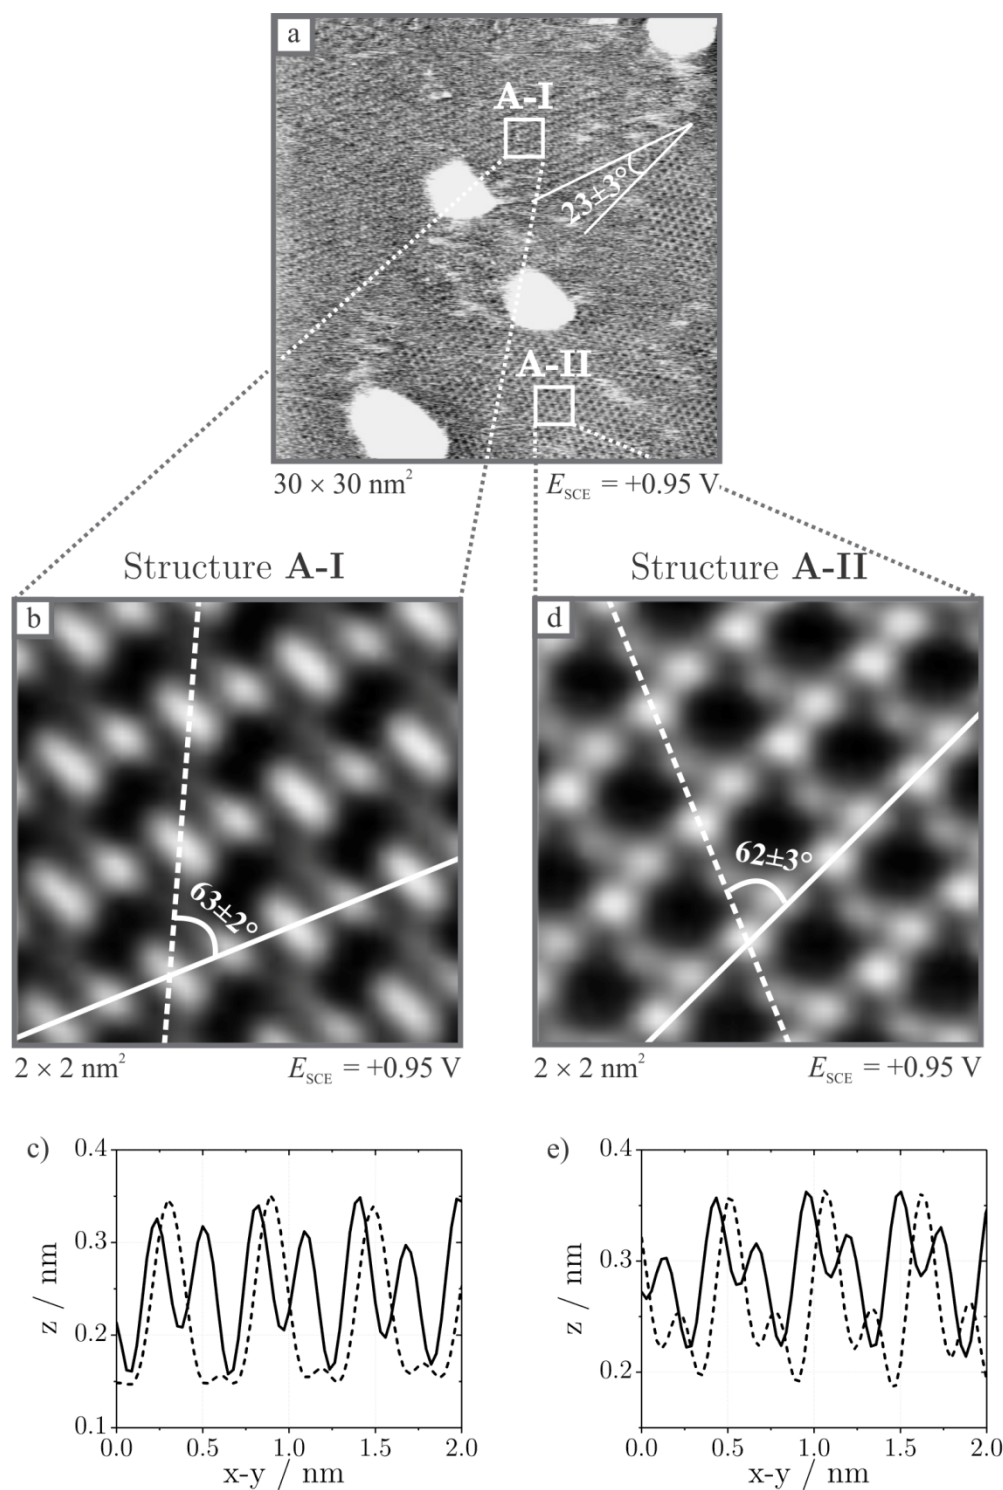 a
A-I
23±3°
A-II
30 × 30 nm²
E_SCE = +0.95 V
Structure A-I
Structure A-II
b
63±2°
d
62±3°
2 × 2 nm²
E_SCE = +0.95 V
2 × 2 nm²
E_SCE = +0.95 V
c)
0.4
0.3
0.2
0.1
z / nm
0.0 0.5 1.0 1.5 2.0
x-y / nm
e)
0.4
0.3
0.2
z / nm
0.0 0.5 1.0 1.5 2.0
x-y / nm